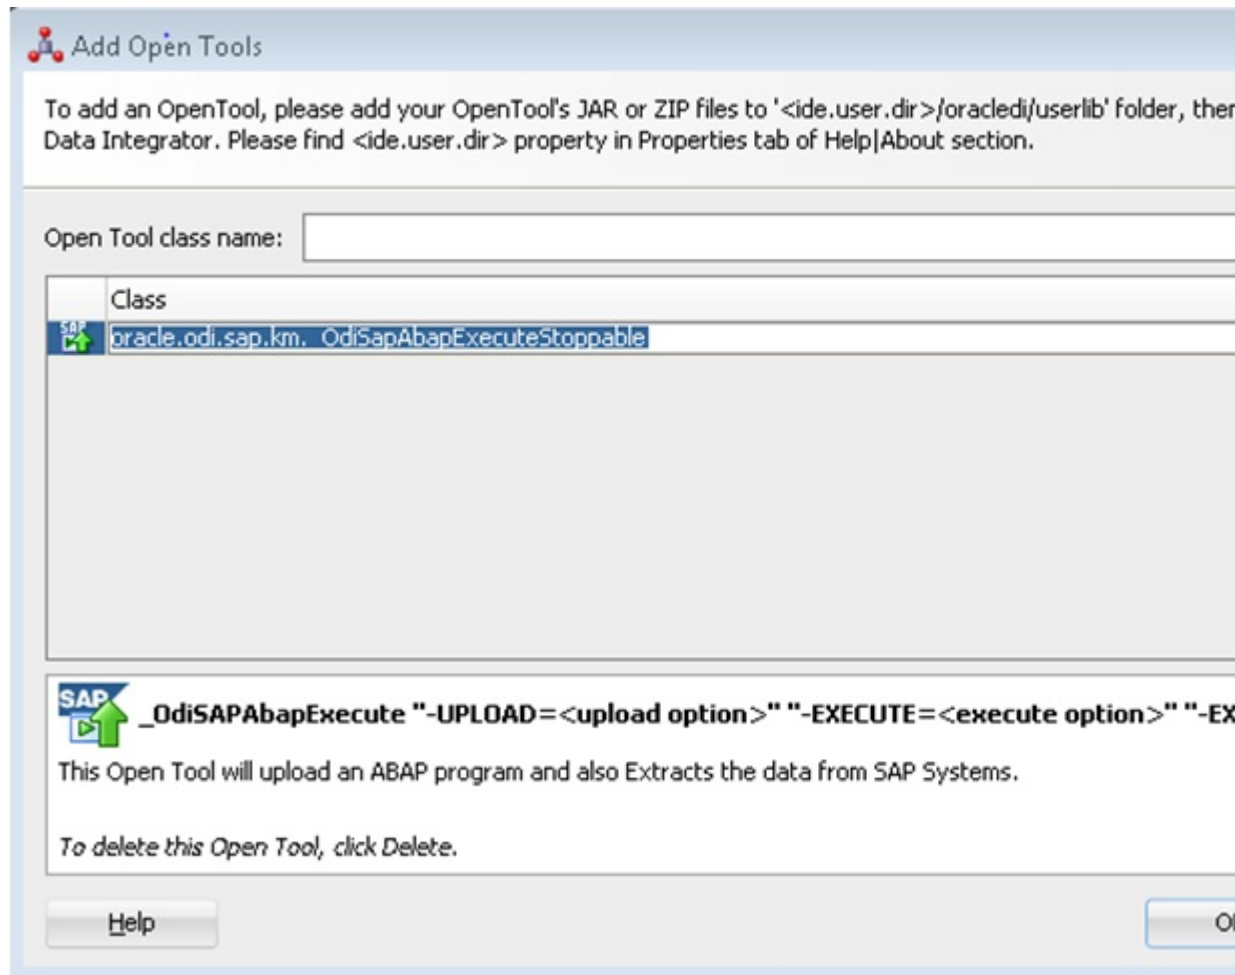 Add Open Tools
To add an OpenTool, please add your OpenTool's JAR or ZIP files to '<ide.user.dir>/oracledi/userlib' folder, then
Data Integrator. Please find <ide.user.dir> property in Properties tab of Help|About section.
Open Tool class name:
Class
SAP
oracle.odi.sap.km. OdiSapAbapExecuteStoppable
SAP
_OdiSAPAbapExecute "-UPLOAD=<upload option>" "-EXECUTE=<execute option>" "-EX
This Open Tool will upload an ABAP program and also Extracts the data from SAP Systems.
To delete this Open Tool, click Delete.
Help